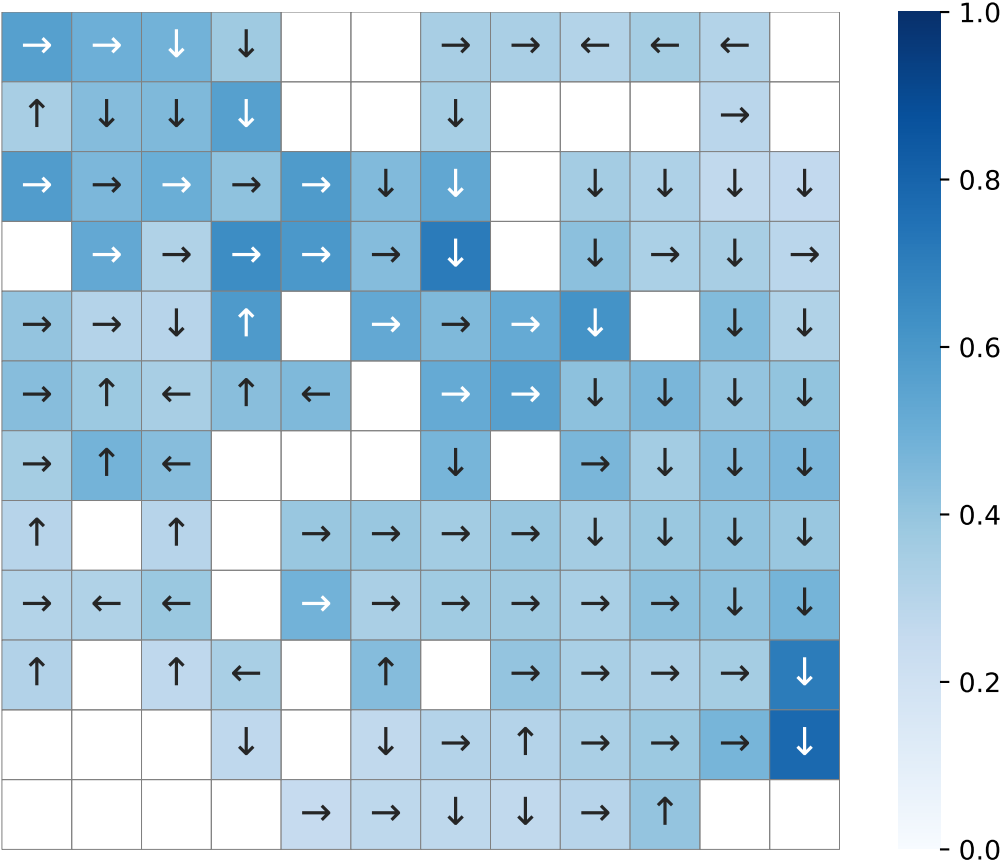 → → ↓ ↓ → → ← ← ← 1.0
↑ ↓ ↓ ↓ ↓ →
→ → → → → ↓ ↓ ↓ ↓ ↓ ↓ 0.8
→ → → → → ↓ ↓ → ↓ →
→ → ↓ ↑ → → → ↓ ↓ ↓ 0.6
→ ↑ ← ↑ ← → → ↓ ↓ ↓ ↓
→ ↑ ← ↓ → ↓ ↓ ↓
↑ ↑ → → → → ↓ ↓ ↓ ↓ 0.4
→ ← ← → → → → → → ↓ ↓
↑ ↑ ← ↑ → → → → ↓ 0.2
↓ ↓ → ↑ → → → ↓
→ → ↓ ↓ → ↑ 0.0